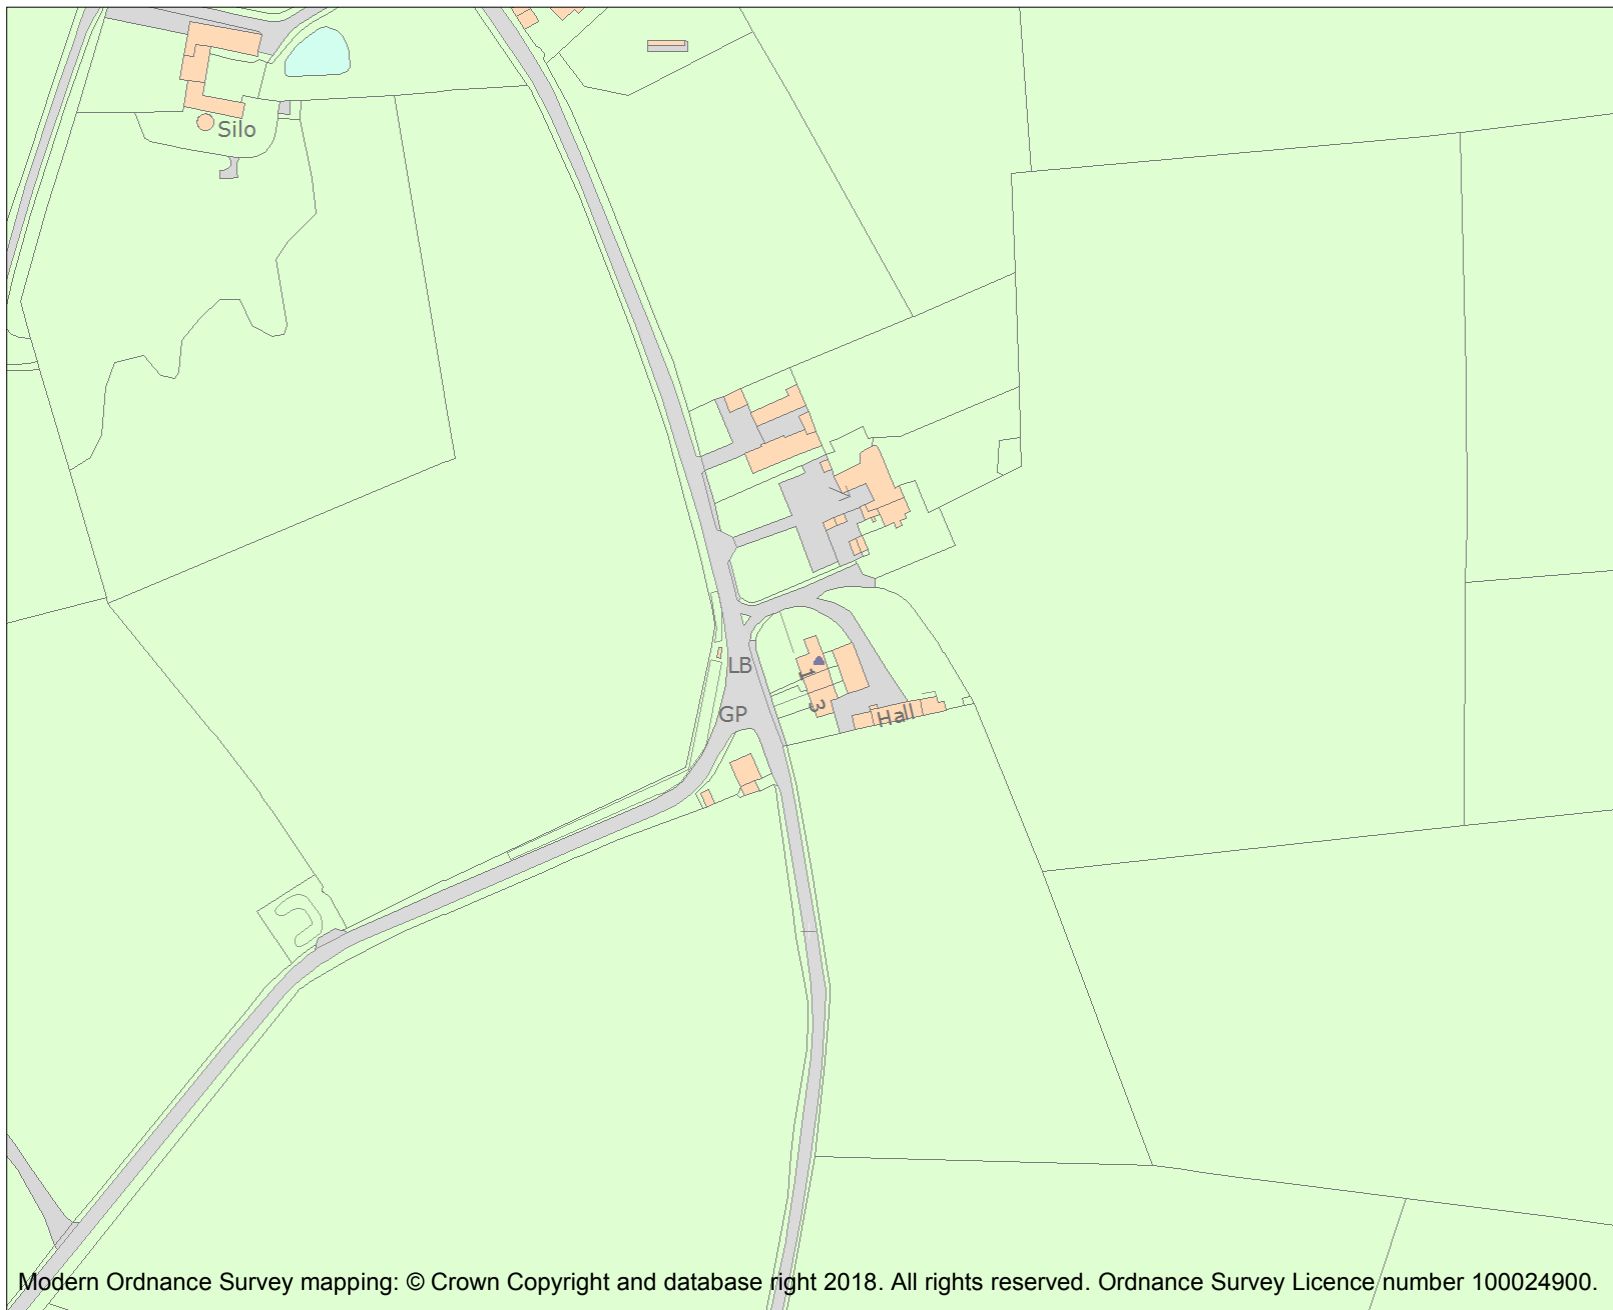 Silo
LB
1
GP
3
Hall
Modern Ordnance Survey mapping: © Crown Copyright and database right 2018. All rights reserved. Ordnance Survey Licence number 100024900.